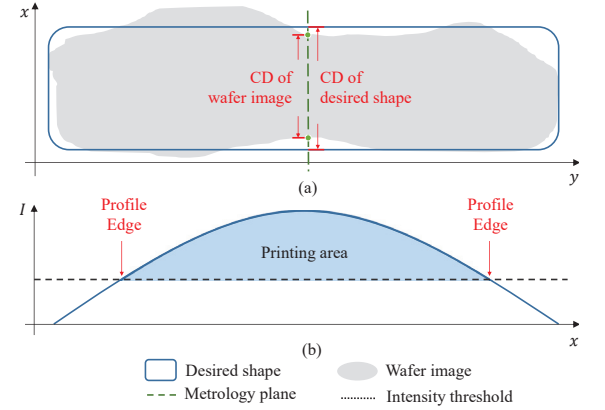 x
CD of
wafer image
CD of
desired shape
y
(a)
I
Profile
Edge
Profile
Edge
Printing area
x
(b)
Desired shape
Wafer image
Metrology plane
Intensity threshold